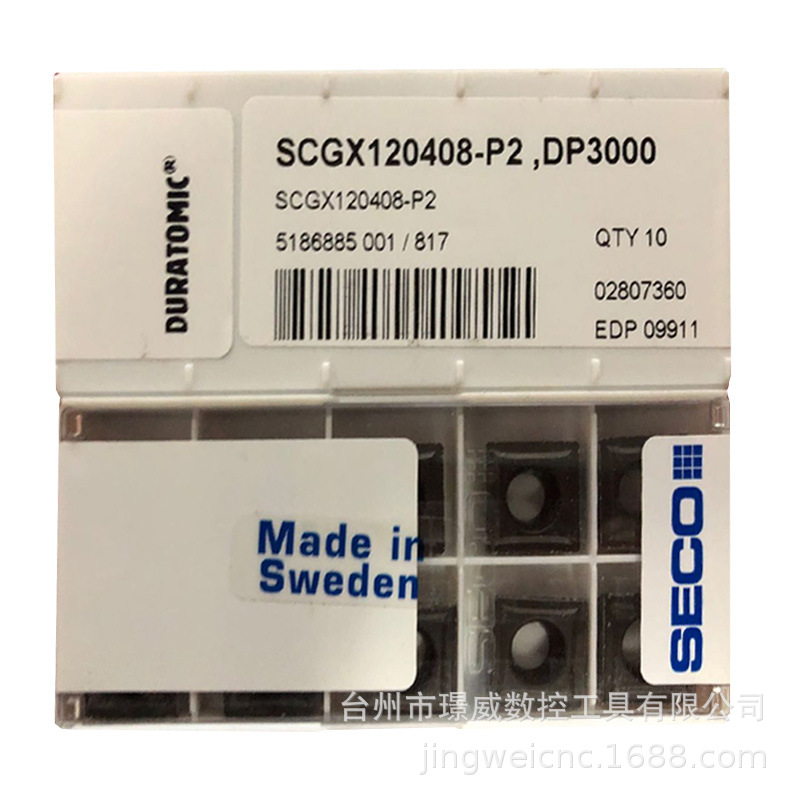 DURATOMIC®
SCGX120408-P2 ,DP3000
SCGX120408-P2
5186885 001 / 817
QTY 10
02807360
EDP 09911
Made in
Sweden
SECO
台州市璟威数控工具有限公司
jingweicnc.1688.com